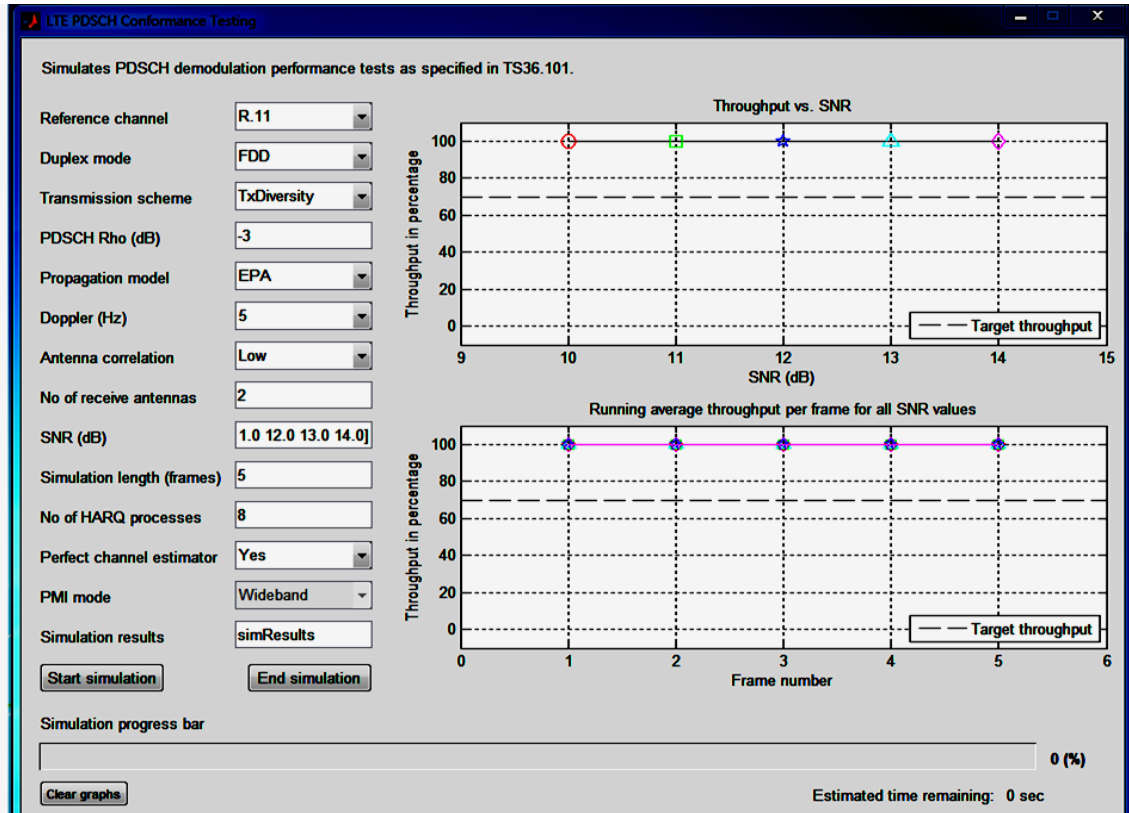 LTE PDSCH Conformance Testing
Simulates PDSCH demodulation performance tests as specified in TS36.101.
Reference channel R.11
Duplex mode FDD
Transmission scheme TxDiversity
PDSCH Rho (dB) -3
Propagation model EPA
Doppler (Hz) 5
Antenna correlation Low
No of receive antennas 2
SNR (dB) 1.0 12.0 13.0 14.0]
Simulation length (frames) 5
No of HARQ processes 8
Perfect channel estimator Yes
PMI mode Wideband
Simulation results simResults
Start simulation End simulation
Throughput vs. SNR
Throughput in percentage
100
80
60
40
20
0
Target throughput
9 10 11 12 13 14 15
SNR (dB)
Running average throughput per frame for all SNR values
Throughput in percentage
100
80
60
40
20
0
Target throughput
0 1 2 3 4 5 6
Frame number
Simulation progress bar
0 (%)
Clear graphs
Estimated time remaining: 0 sec